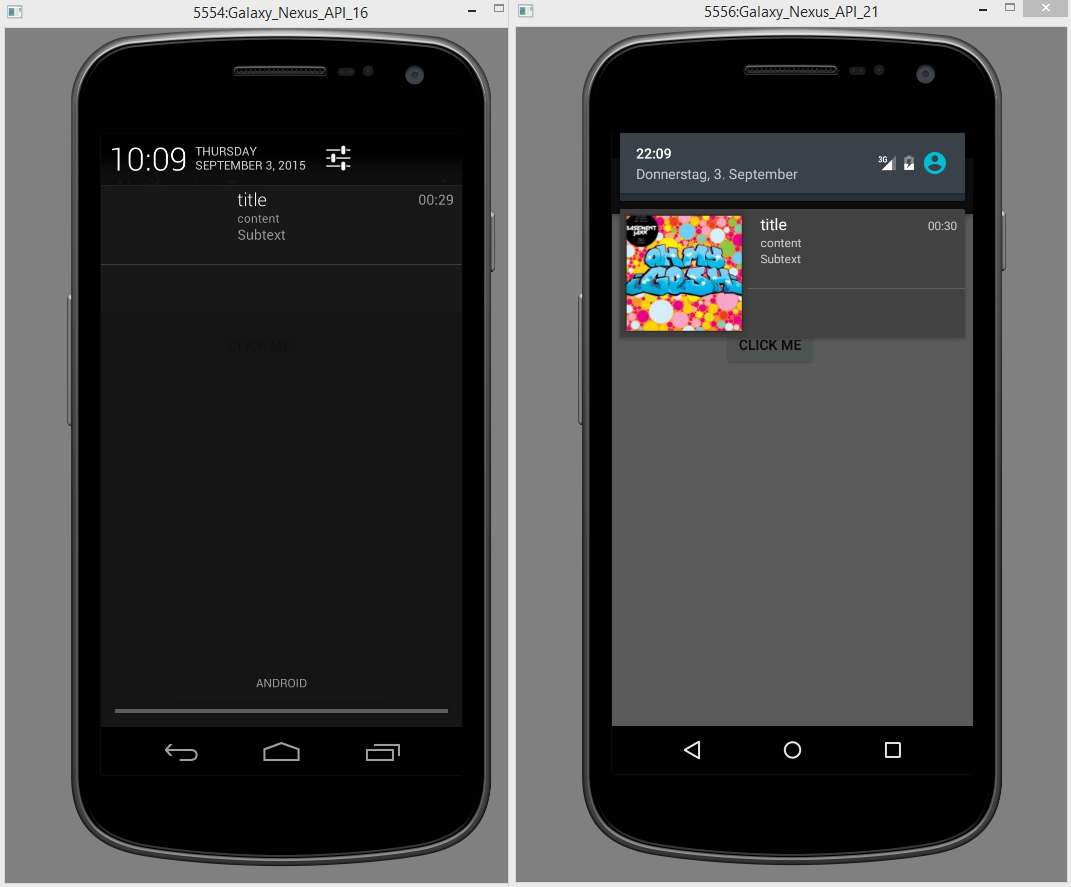 5554:Galaxy_Nexus_API_16
10:09
THURSDAY
SEPTEMBER 3, 2015
title
00:29
content
Subtext
CLICK ME
ANDROID
5556:Galaxy_Nexus_API_21
22:09
Donnerstag, 3. September
3G
BASEMENT
JAXX
OH MY
GOSH
title
00:30
content
Subtext
CLICK ME